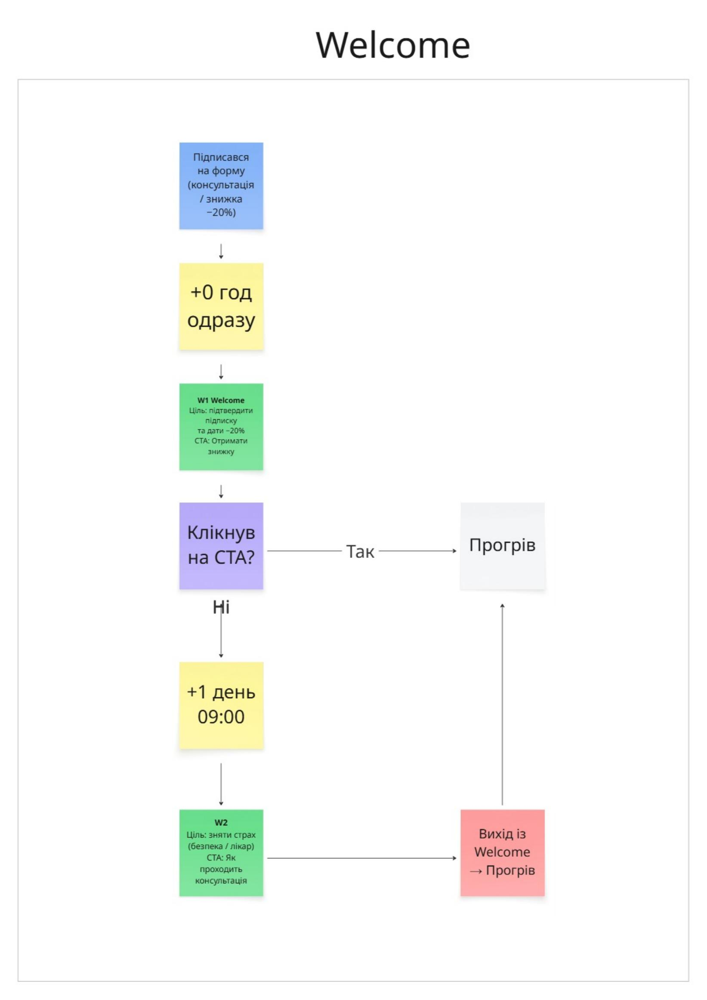 Welcome
Підписався
на форму
(консультація
/ знижка
−20%)
+0 год
одразу
W1 Welcome
Ціль: підтвердити
підписку
та дати −20%
CTA: Отримати
знижку
Клікнув
на CTA?
Так
Прогрів
Ні
+1 день
09:00
W2
Ціль: зняти страх
(безпека / лікар)
CTA: Як
проходить
консультація
Вихід із
Welcome
→ Прогрів